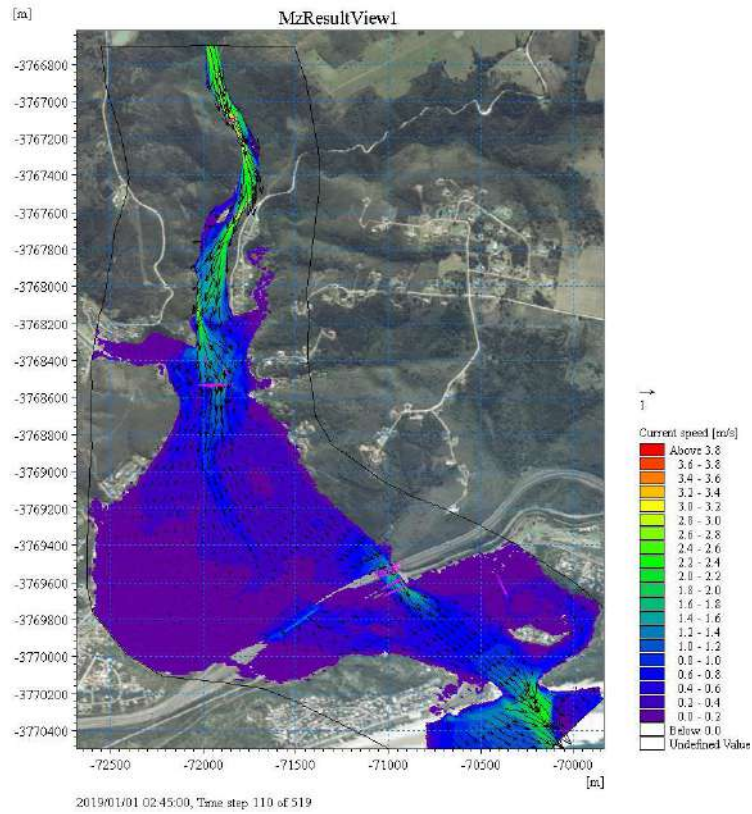 MzResultView1
[m]
-3766800
-3767000
-3767200
-3767400
-3767600
-3767800
-3768000
-3768200
-3768400
-3768600
-3768800
-3769000
-3769200
-3769400
-3769600
-3769800
-3770000
-3770200
-3770400
-72500
-72000
-71500
-71000
-70500
-70000
[m]
1
Current speed [m/s]
Above 3.8
3.6 - 3.8
3.4 - 3.6
3.2 - 3.4
3.0 - 3.2
2.8 - 3.0
2.6 - 2.8
2.4 - 2.6
2.2 - 2.4
2.0 - 2.2
1.8 - 2.0
1.6 - 1.8
1.4 - 1.6
1.2 - 1.4
1.0 - 1.2
0.8 - 1.0
0.6 - 0.8
0.4 - 0.6
0.2 - 0.4
0.0 - 0.2
Below 0.0
Undefined Value
2019/01/01 02:45:00, Time step 110 of 519